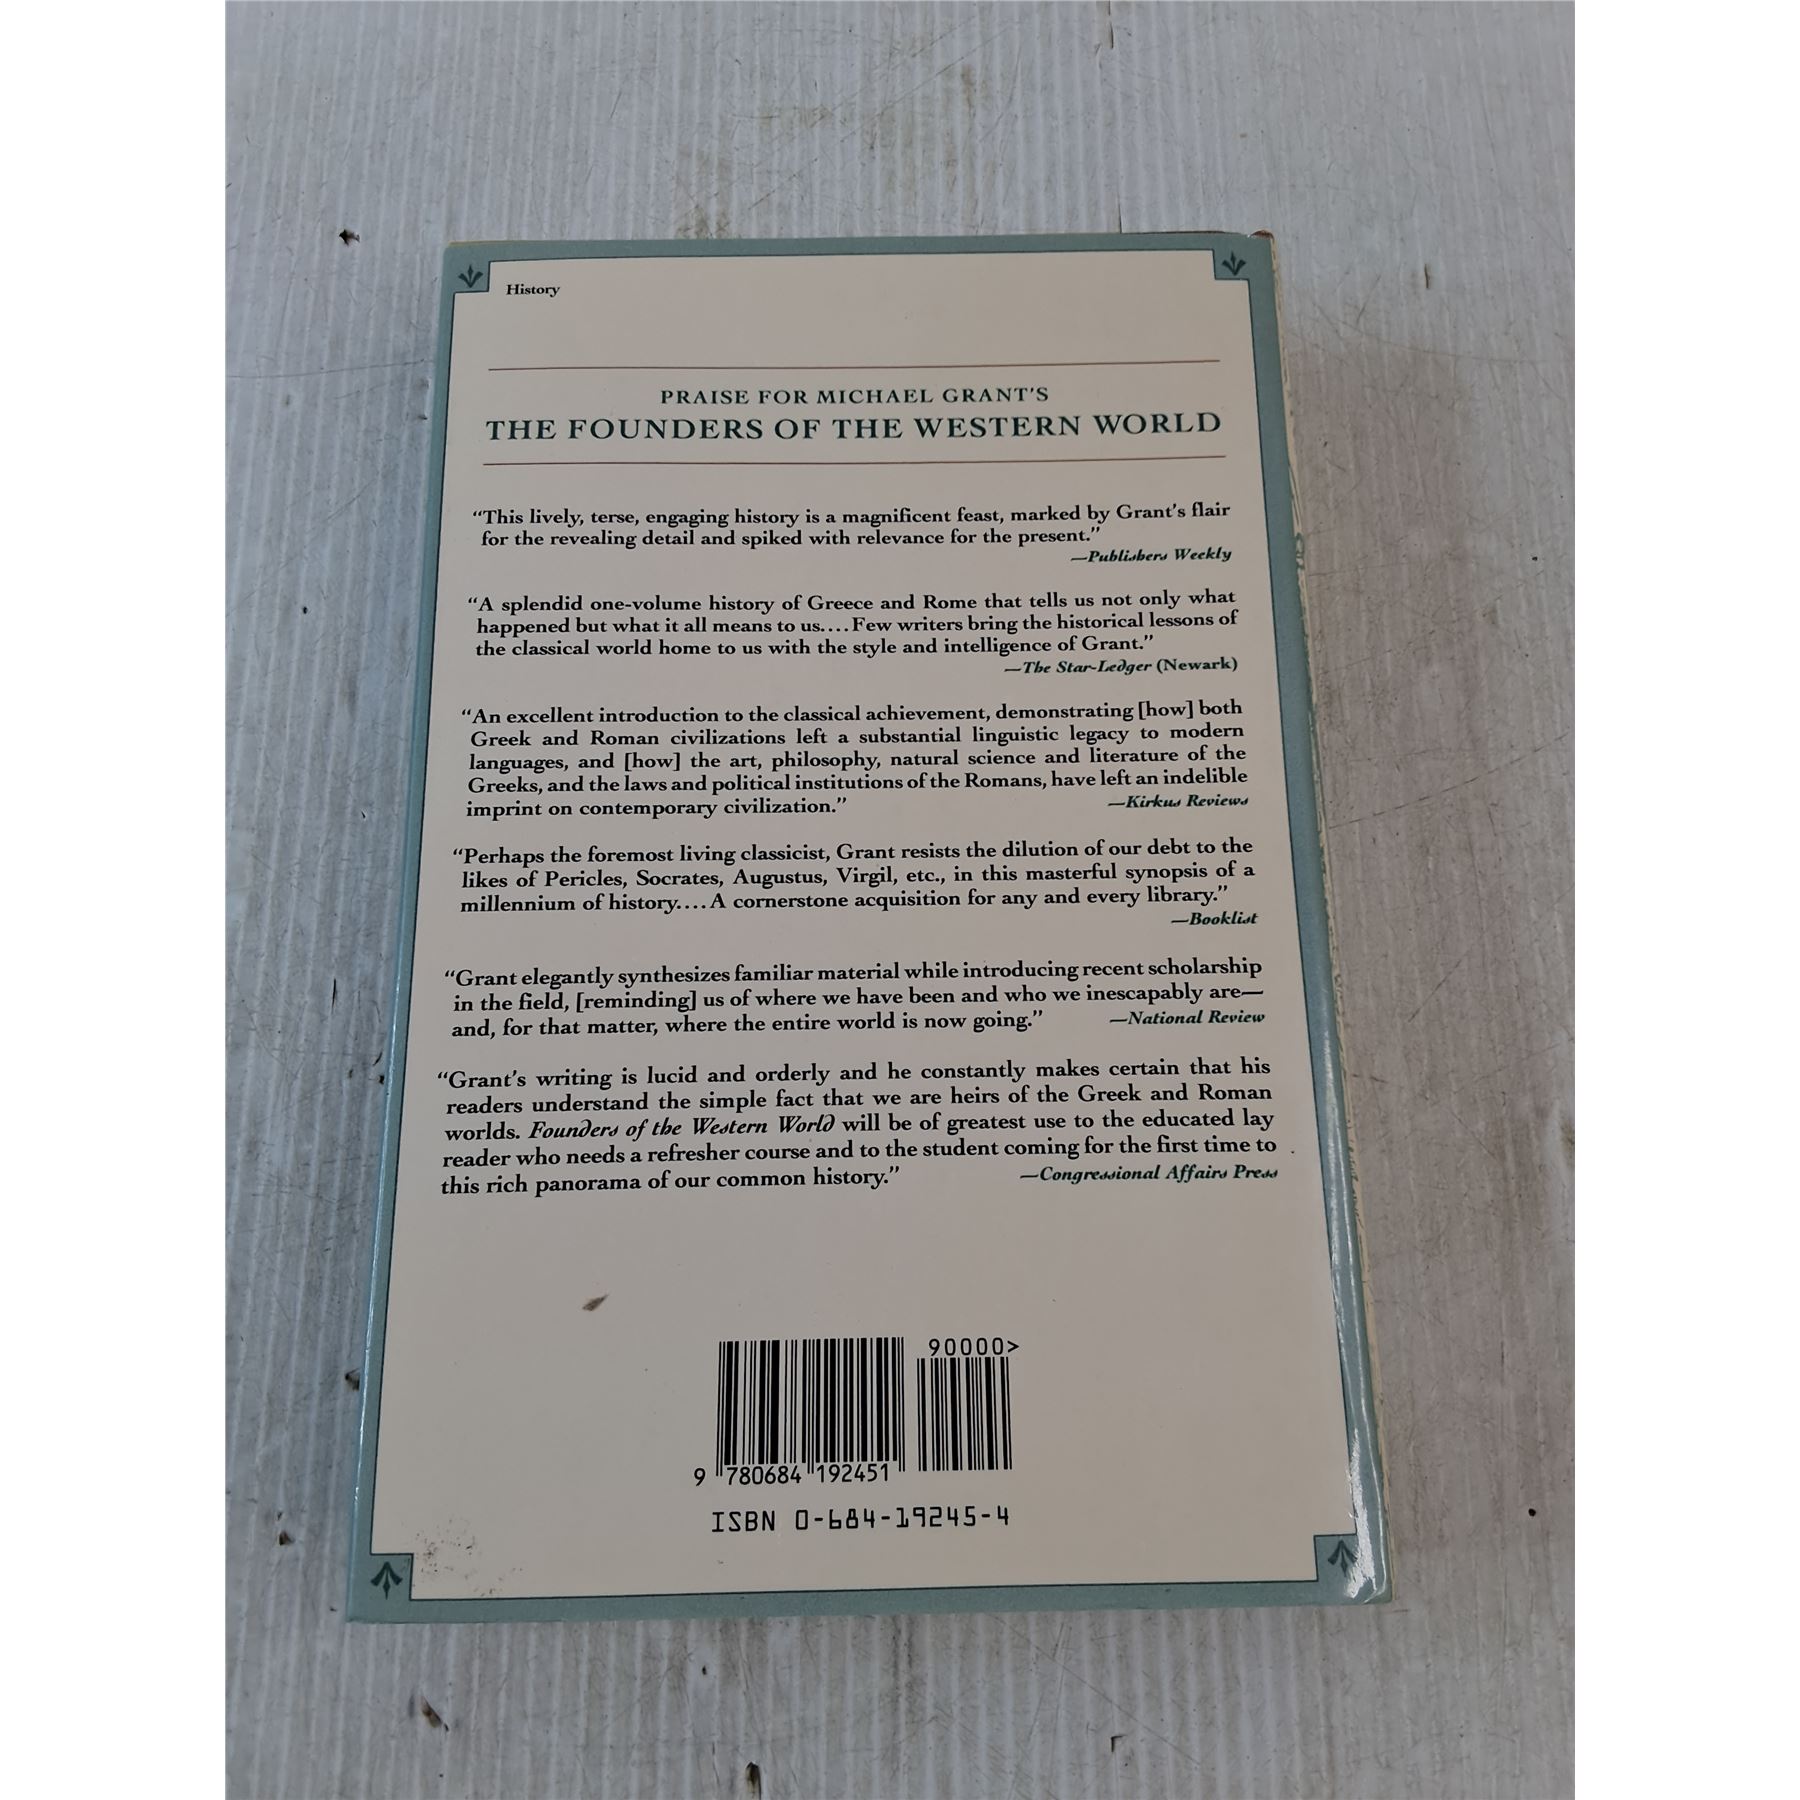 History
PRAISE FOR MICHAEL GRANT'S
THE FOUNDERS OF THE WESTERN WORLD
“This lively, terse, engaging history is a magnificent feast, marked by Grant's flair
for the revealing detail and spiked with relevance for the present.”
—Publishers Weekly
“A splendid one-volume history of Greece and Rome that tells us not only what
happened but what it all means to us....Few writers bring the historical lessons of
the classical world home to us with the style and intelligence of Grant.”
—The Star-Ledger (Newark)
“An excellent introduction to the classical achievement, demonstrating [how] both
Greek and Roman civilizations left a substantial linguistic legacy to modern
languages, and [how] the art, philosophy, natural science and literature of the
Greeks, and the laws and political institutions of the Romans, have left an indelible
imprint on contemporary civilization.” —Kirkus Reviews
“Perhaps the foremost living classicist, Grant resists the dilution of our debt to the
likes of Pericles, Socrates, Augustus, Virgil, etc., in this masterful synopsis of a
millennium of history....A cornerstone acquisition for any and every library.”
—Booklist
“Grant elegantly synthesizes familiar material while introducing recent scholarship
in the field, [reminding] us of where we have been and who we inescapably are—
and, for that matter, where the entire world is now going.” —National Review
“Grant's writing is lucid and orderly and he constantly makes certain that his
readers understand the simple fact that we are heirs of the Greek and Roman
worlds. Founders of the Western World will be of greatest use to the educated lay
reader who needs a refresher course and to the student coming for the first time to
this rich panorama of our common history.” —Congressional Affairs Press
90000>
9 780684 192451
ISBN 0-684-19245-4